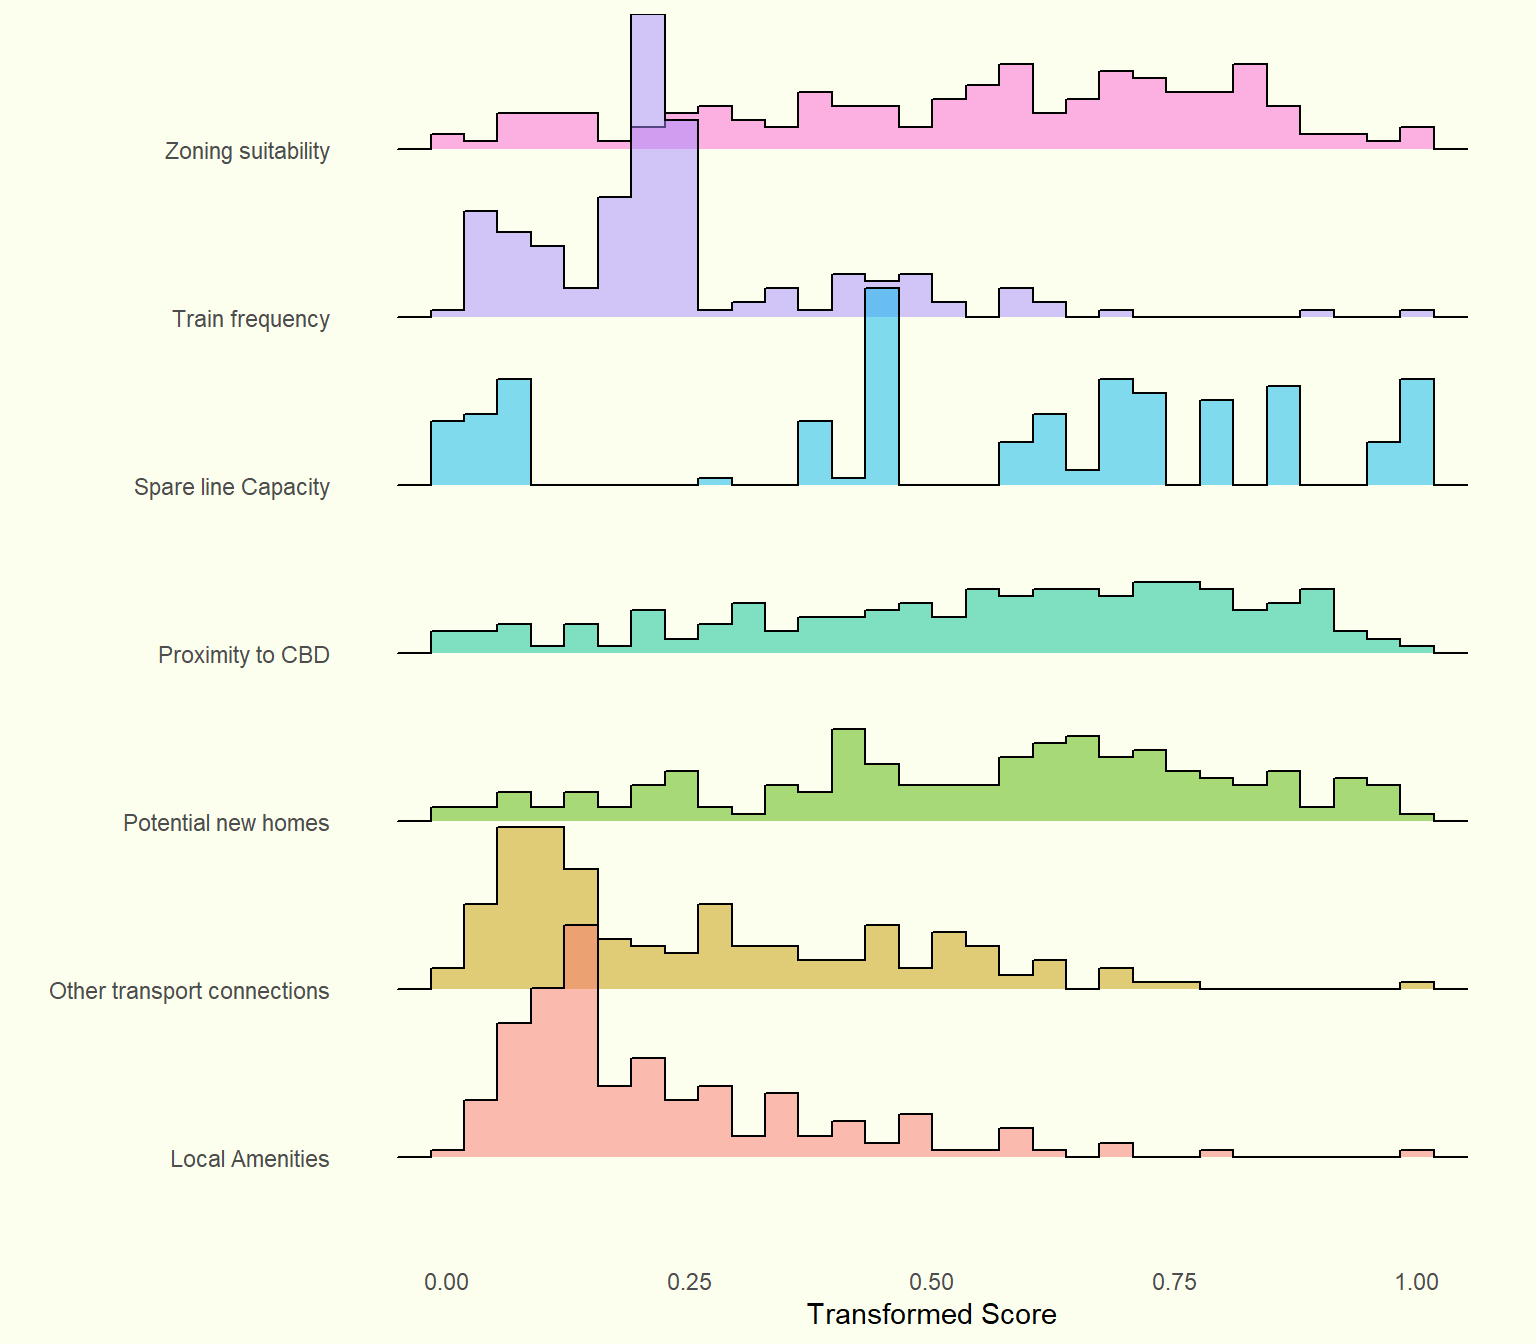 Zoning suitability
Train frequency
Spare line Capacity
Proximity to CBD
Potential new homes
Other transport connections
Local Amenities
0.00 0.25 0.50 0.75 1.00
Transformed Score